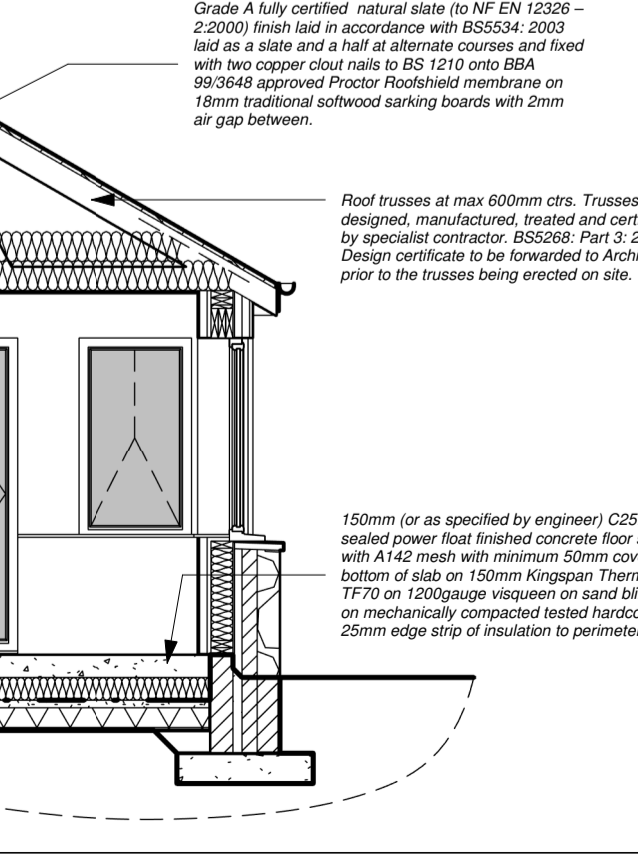 Grade A fully certified natural slate (to NF EN 12326 –
2:2000) finish laid in accordance with BS5534: 2003
laid as a slate and a half at alternate courses and fixed
with two copper clout nails to BS 1210 onto BBA
99/3648 approved Proctor Roofshield membrane on
18mm traditional softwood sarking boards with 2mm
air gap between.
Roof trusses at max 600mm ctrs. Trusses
designed, manufactured, treated and cert
by specialist contractor. BS5268: Part 3: 2
Design certificate to be forwarded to Archi
prior to the trusses being erected on site.
150mm (or as specified by engineer) C25
sealed power float finished concrete floor s
with A142 mesh with minimum 50mm cov
bottom of slab on 150mm Kingspan Therm
TF70 on 1200gauge visqueen on sand bli
on mechanically compacted tested hardco
25mm edge strip of insulation to perimeter